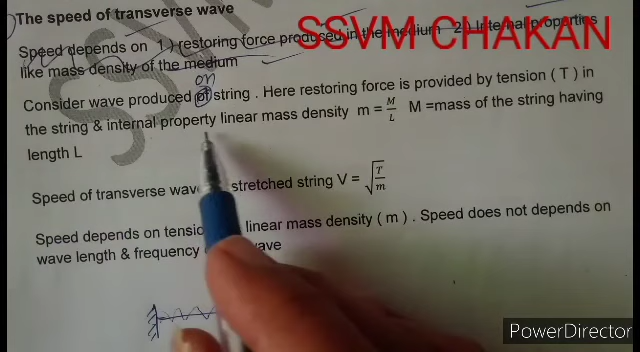 The speed of transverse wave
SSVM CHAKAN
Speed depends on 1 ) restoring force produced in the medium 2 ) Internal properties
like mass density of the medium
on
Consider wave produced of string . Here restoring force is provided by tension ( T ) in
the string & internal property linear mass density m = M/L M =mass of the string having
length L
Speed of transverse wave stretched string V = √T/m
Speed depends on tension linear mass density ( m ) . Speed does not depends on
wave length & frequency wave
PowerDirector